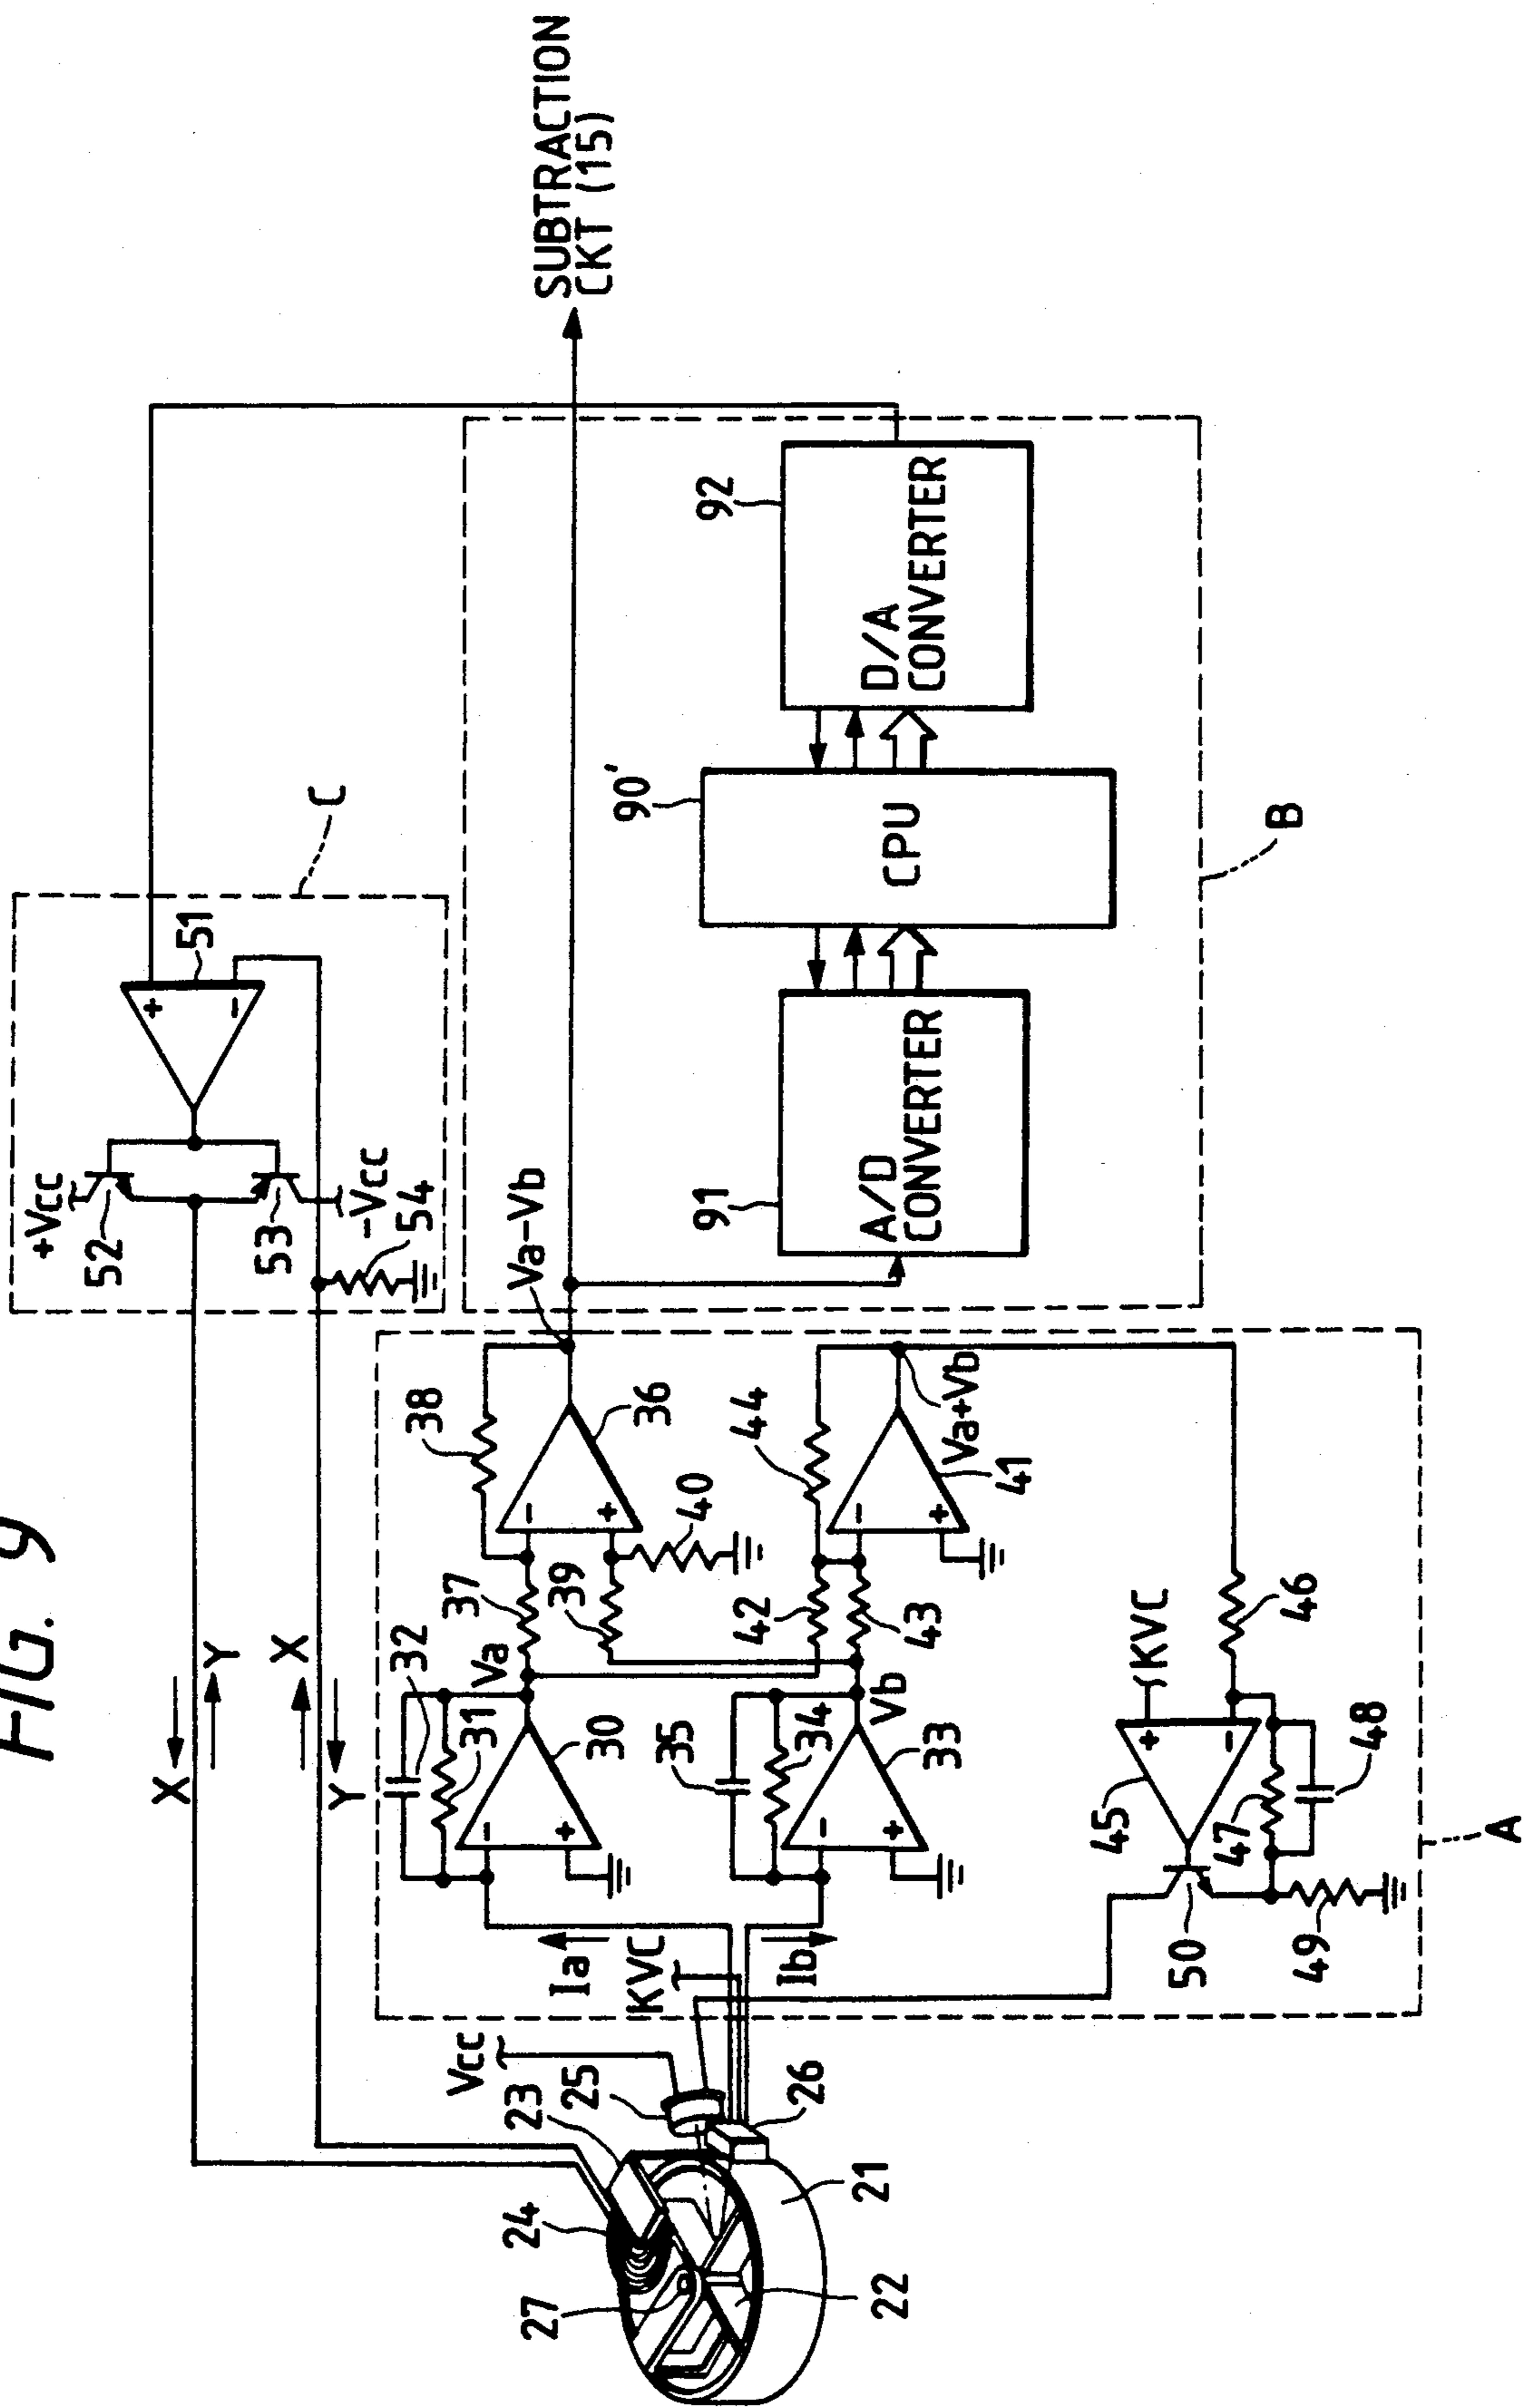 FIG. 9
X
Y
X
Y
+Vcc
52
53
-Vcc
54
51
C
SUBTRACTION
CKT (15)
Vcc
23
25
24
27
26
21
22
Ia
KVC
Ib
32
31
30
Va
37
38
39
36
40
Va-Vb
35
34
33
Vb
42
43
44
41
Va+Vb
KVC
45
46
47
48
49
50
A
91
A/D
CONVERTER
90'
CPU
92
D/A
CONVERTER
B
+
-
-
+
-
+
-
+
-
+
+
-